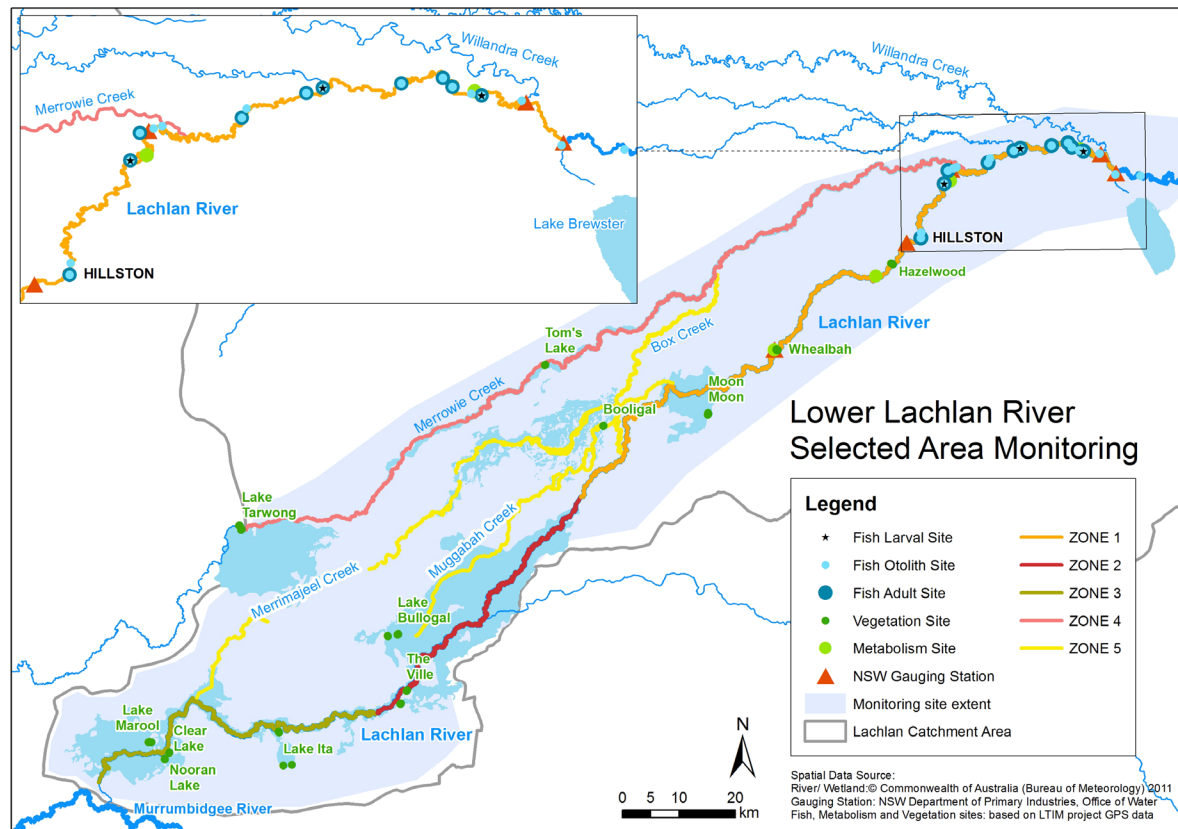 Willandra Creek
Merrowie Creek
Lachlan River
Lake Brewster
HILLSTON
Willandra Creek
HILLSTON
Hazelwood
Lachlan River
Tom's
Lake
Box Creek
Whealbah
Moon
Moon
Merrowie Creek
Booligal
Lake
Tarwong
Muggabah Creek
Merrimajeel Creek
Lake
Bullogal
The
Ville
Lake
Marool
Clear
Lake
Nooran
Lake
Lake Ita
Lachlan River
Murrumbidgee River
Lower Lachlan River
Selected Area Monitoring
Legend
Fish Larval Site
Fish Otolith Site
Fish Adult Site
Vegetation Site
Metabolism Site
NSW Gauging Station
Monitoring site extent
Lachlan Catchment Area
ZONE 1
ZONE 2
ZONE 3
ZONE 4
ZONE 5
N
0 5 10 20
km
Spatial Data Source:
River/ Wetland:© Commonwealth of Australia (Bureau of Meteorology) 2011
Gauging Station: NSW Department of Primary Industries, Office of Water
Fish, Metabolism and Vegetation sites: based on LTIM project GPS data